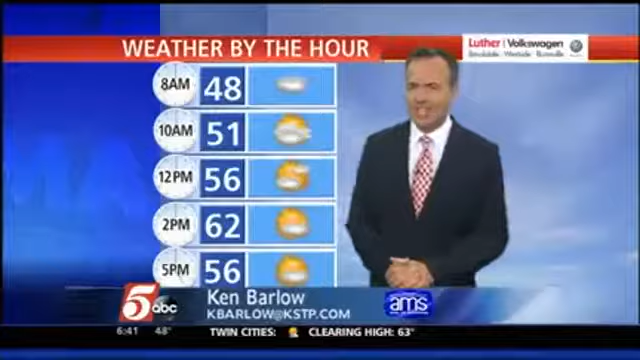 WEATHER BY THE HOUR
Luther Volkswagen
Brookdale Westside Burnsville
8AM 48
10AM 51
12PM 56
2PM 62
5PM 56
5 abc
Ken Barlow
KBARLOW@KSTP.COM
ams
6:41 48° TWIN CITIES: CLEARING HIGH: 63°